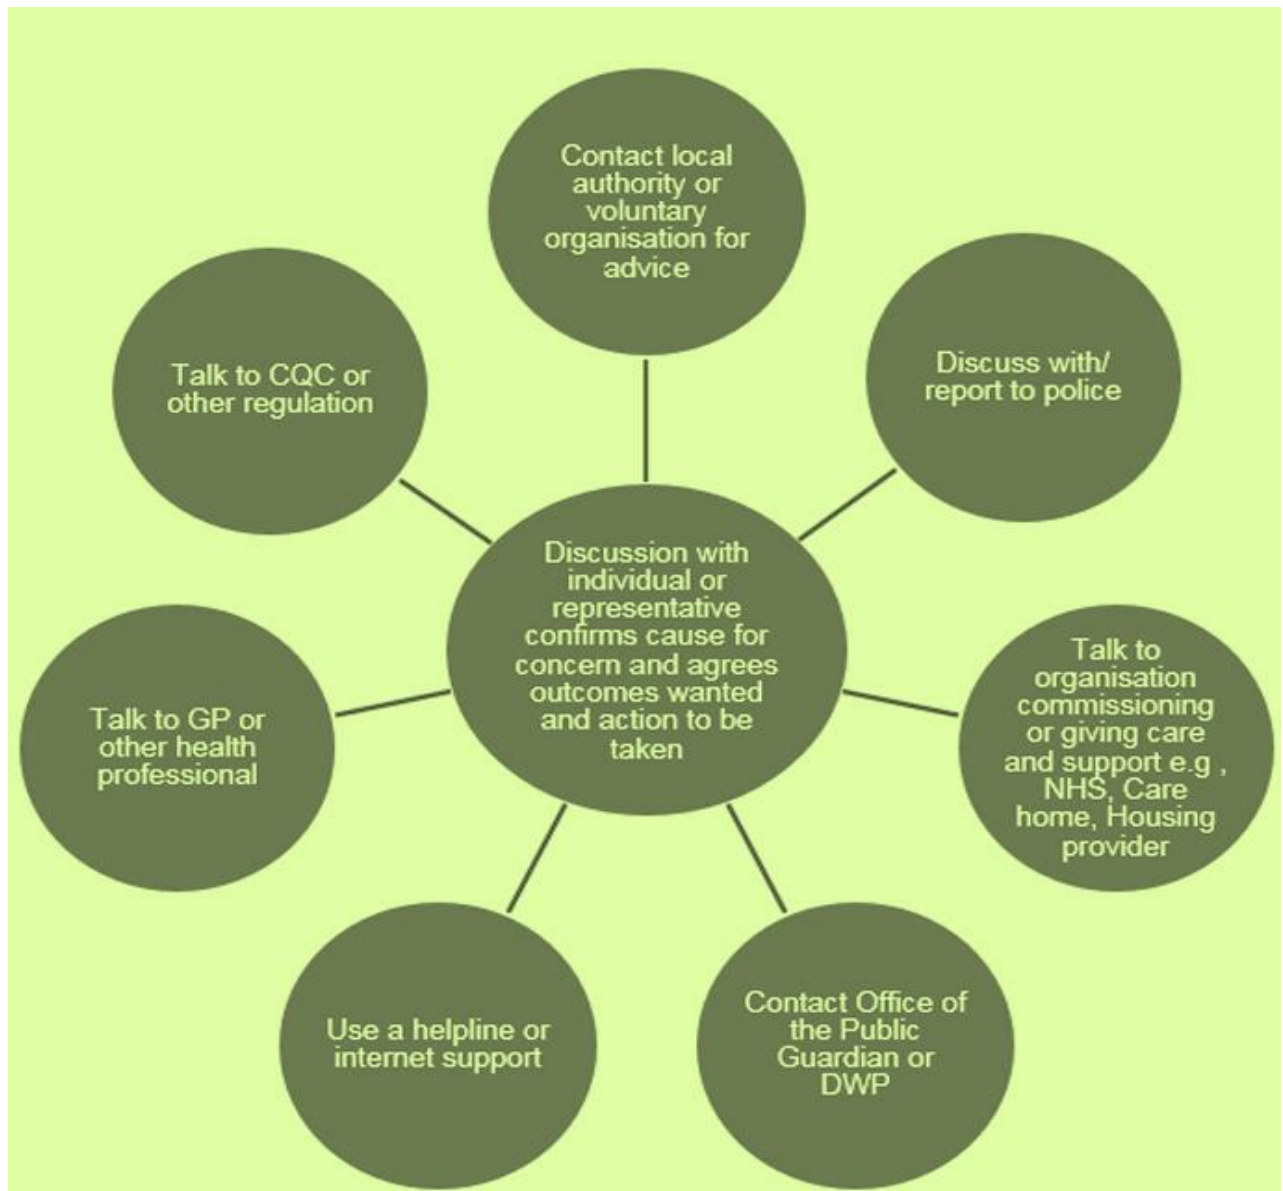 Contact local
authority or
voluntary
organisation for
advice
Discuss with/
report to police
Talk to
organisation
commissioning
or giving care
and support e.g ,
NHS, Care
home, Housing
provider
Contact Office of
the Public
Guardian or
DWP
Use a helpline or
internet support
Talk to GP or
other health
professional
Talk to CQC or
other regulation
Discussion with
individual or
representative
confirms cause for
concern and agrees
outcomes wanted
and action to be
taken